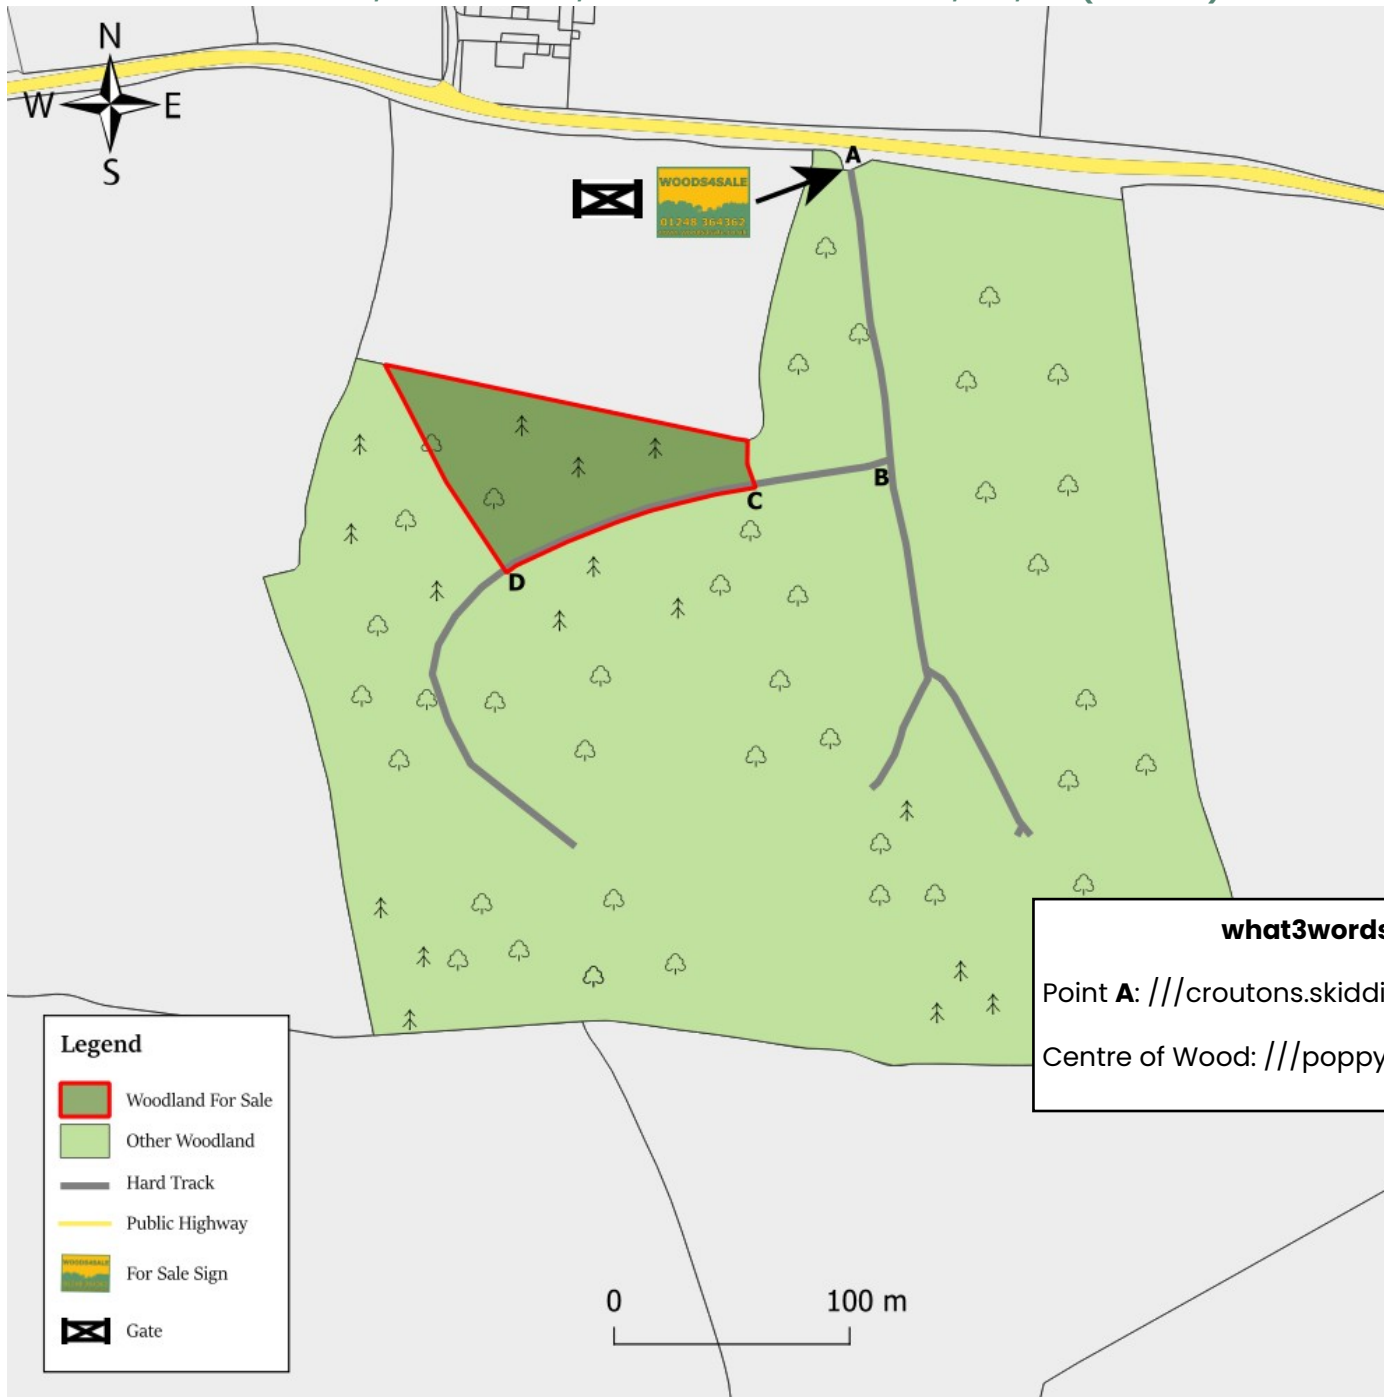 N
W E
S
A
WOODS4SALE
01248 364362
B
C
D
what3words
Point A: ///croutons.skiddi
Centre of Wood: ///poppy
Legend
Woodland For Sale
Other Woodland
Hard Track
Public Highway
WOODS4SALE
For Sale Sign
Gate
0 100 m